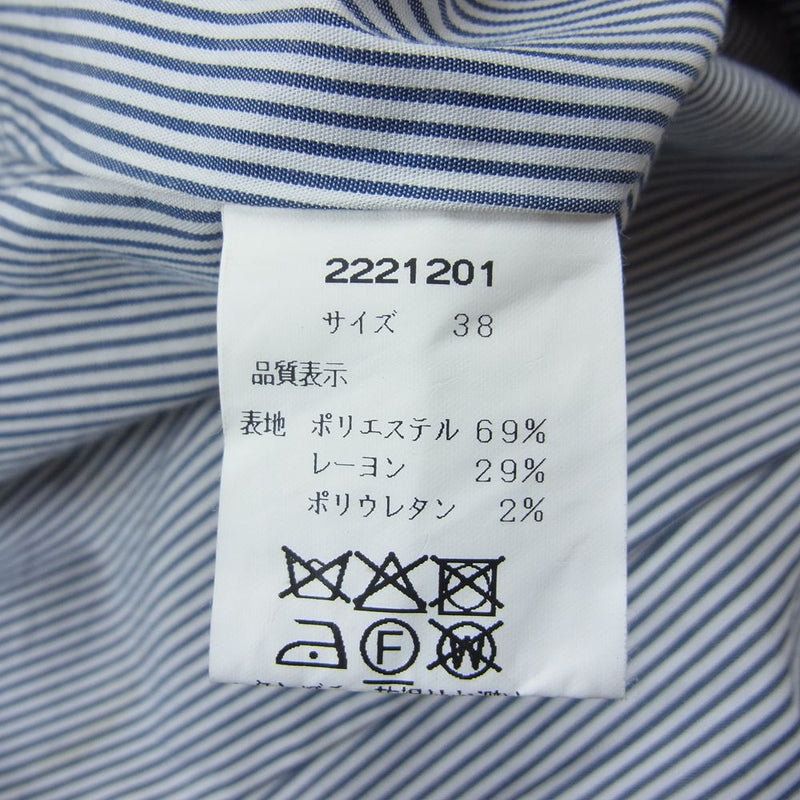 2221201
サイズ 38
品質表示
表地 ポリエステル 69%
レーヨン 29%
ポリウレタン 2%
F
W